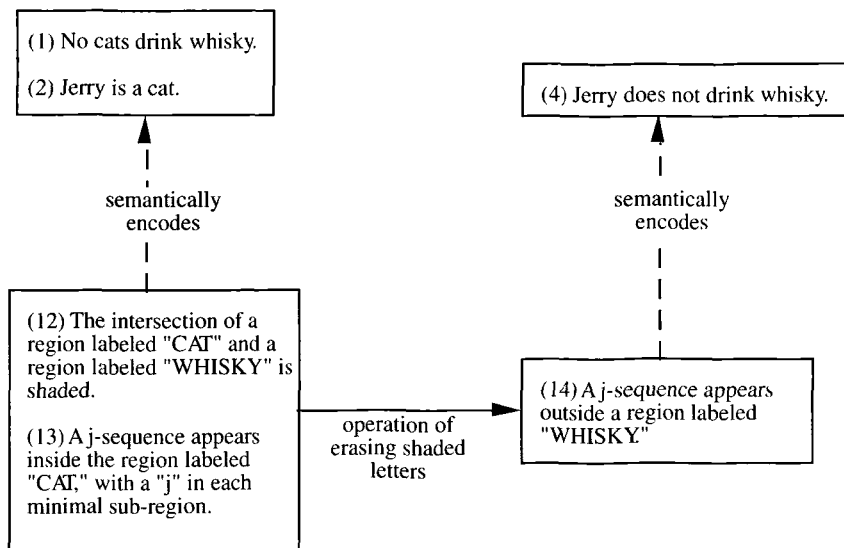 (1) No cats drink whisky.
(2) Jerry is a cat.
(4) Jerry does not drink whisky.
semantically
encodes
semantically
encodes
(12) The intersection of a
region labeled "CAT" and a
region labeled "WHISKY" is
shaded.
(13) A j-sequence appears
inside the region labeled
"CAT," with a "j" in each
minimal sub-region.
operation of
erasing shaded
letters
(14) A j-sequence appears
outside a region labeled
"WHISKY."